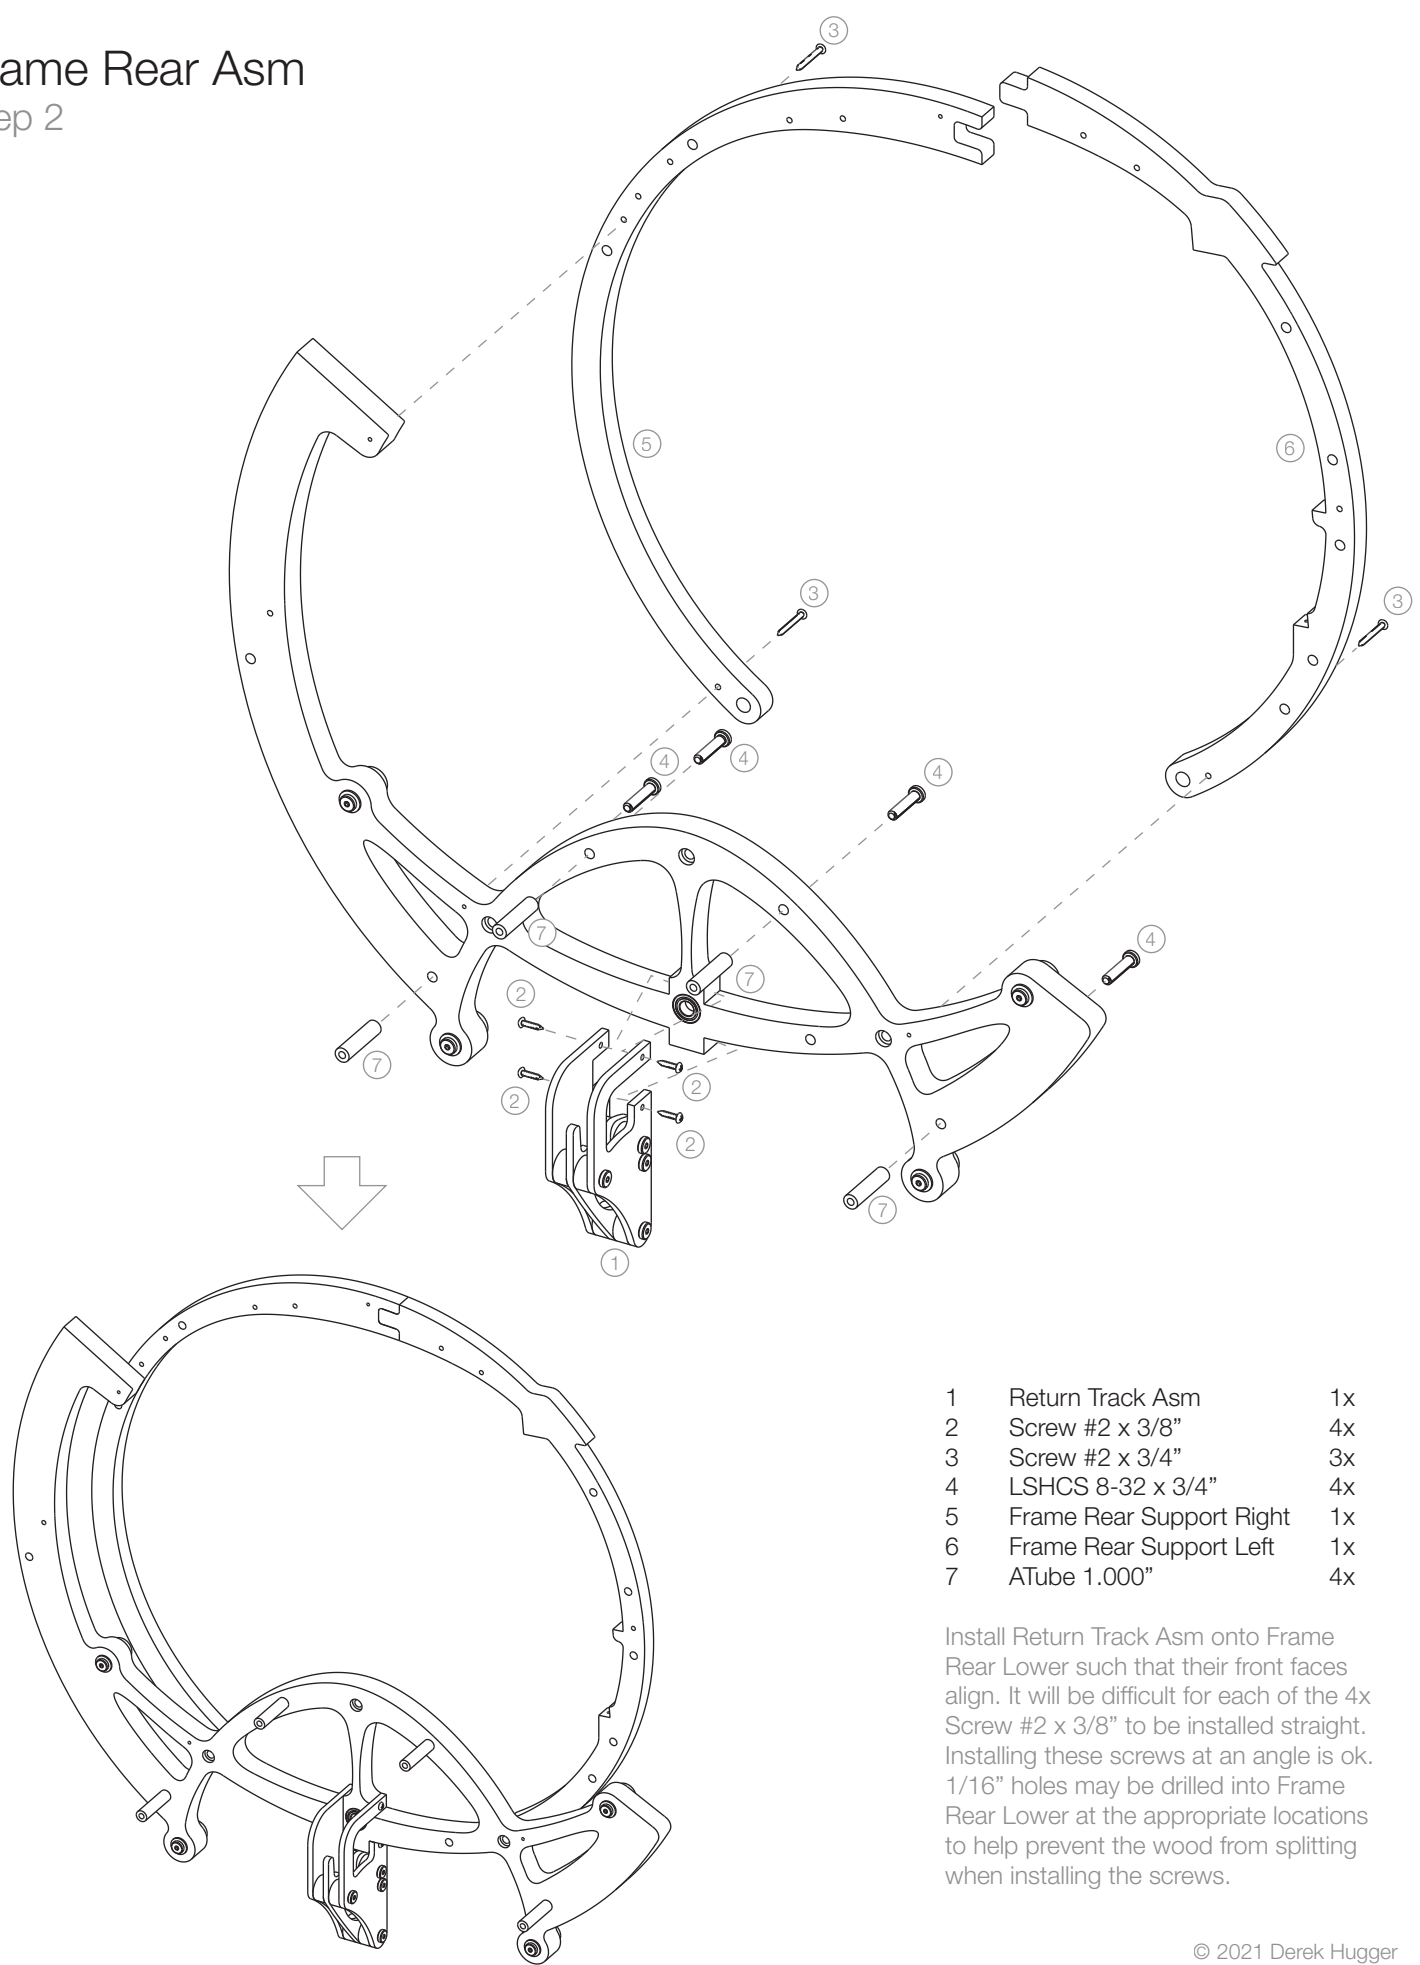 ame Rear Asm
ep 2
3
5
6
3
3
4
4
4
4
7
7
2
7
2
2
2
7
1
1 Return Track Asm 1x
2 Screw #2 x 3/8” 4x
3 Screw #2 x 3/4” 3x
4 LSHCS 8-32 x 3/4” 4x
5 Frame Rear Support Right 1x
6 Frame Rear Support Left 1x
7 ATube 1.000” 4x
Install Return Track Asm onto Frame
Rear Lower such that their front faces
align. It will be difficult for each of the 4x
Screw #2 x 3/8” to be installed straight.
Installing these screws at an angle is ok.
1/16” holes may be drilled into Frame
Rear Lower at the appropriate locations
to help prevent the wood from splitting
when installing the screws.
© 2021 Derek Hugger